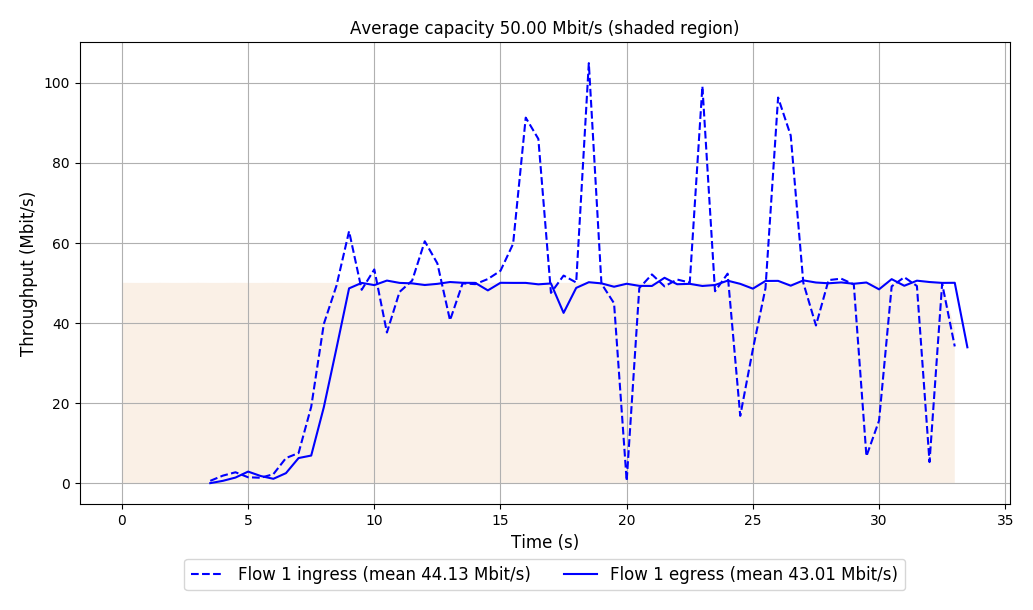 Average capacity 50.00 Mbit/s (shaded region)
Throughput (Mbit/s)
100
80
60
40
20
0
0 5 10 15 20 25 30 35
Time (s)
Flow 1 ingress (mean 44.13 Mbit/s) Flow 1 egress (mean 43.01 Mbit/s)